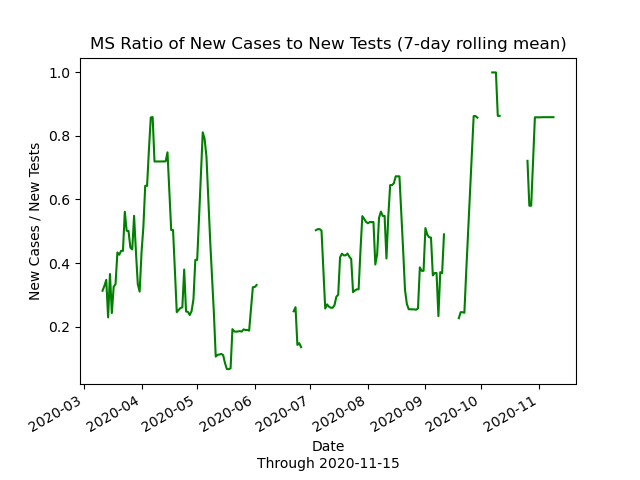 MS Ratio of New Cases to New Tests (7-day rolling mean)
New Cases / New Tests
1.0
0.8
0.6
0.4
0.2
2020-03 2020-04 2020-05 2020-06 2020-07 2020-08 2020-09 2020-10 2020-11
Date
Through 2020-11-15